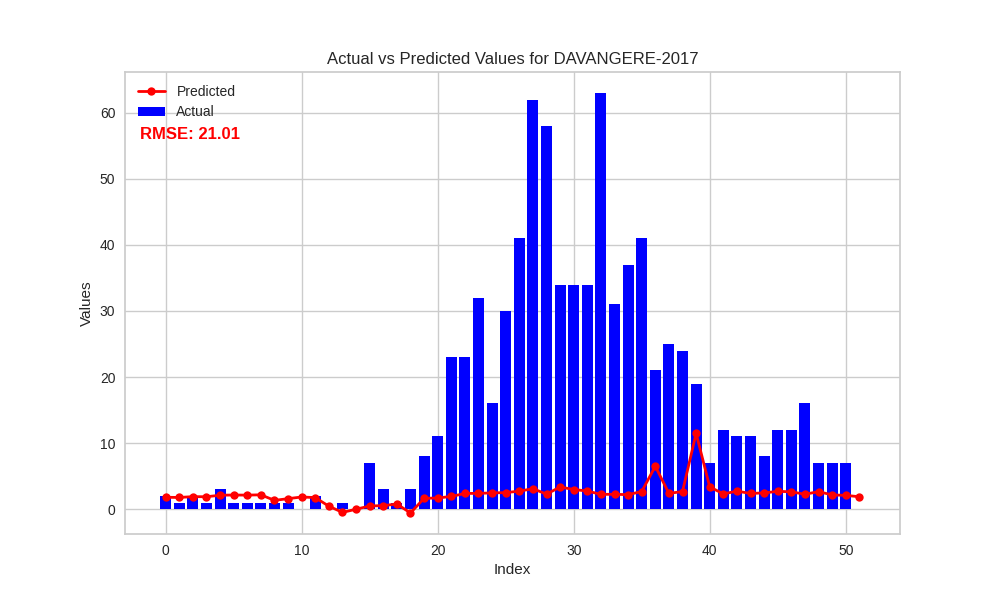 Actual vs Predicted Values for DAVANGERE-2017
Predicted
Actual
RMSE: 21.01
Values
60
50
40
30
20
10
0
0 10 20 30 40 50
Index